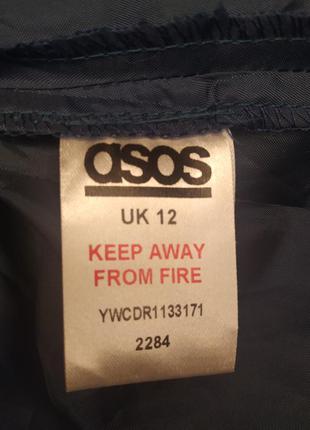 asos
UK 12
KEEP AWAY
FROM FIRE
YWCDR1133171
2284